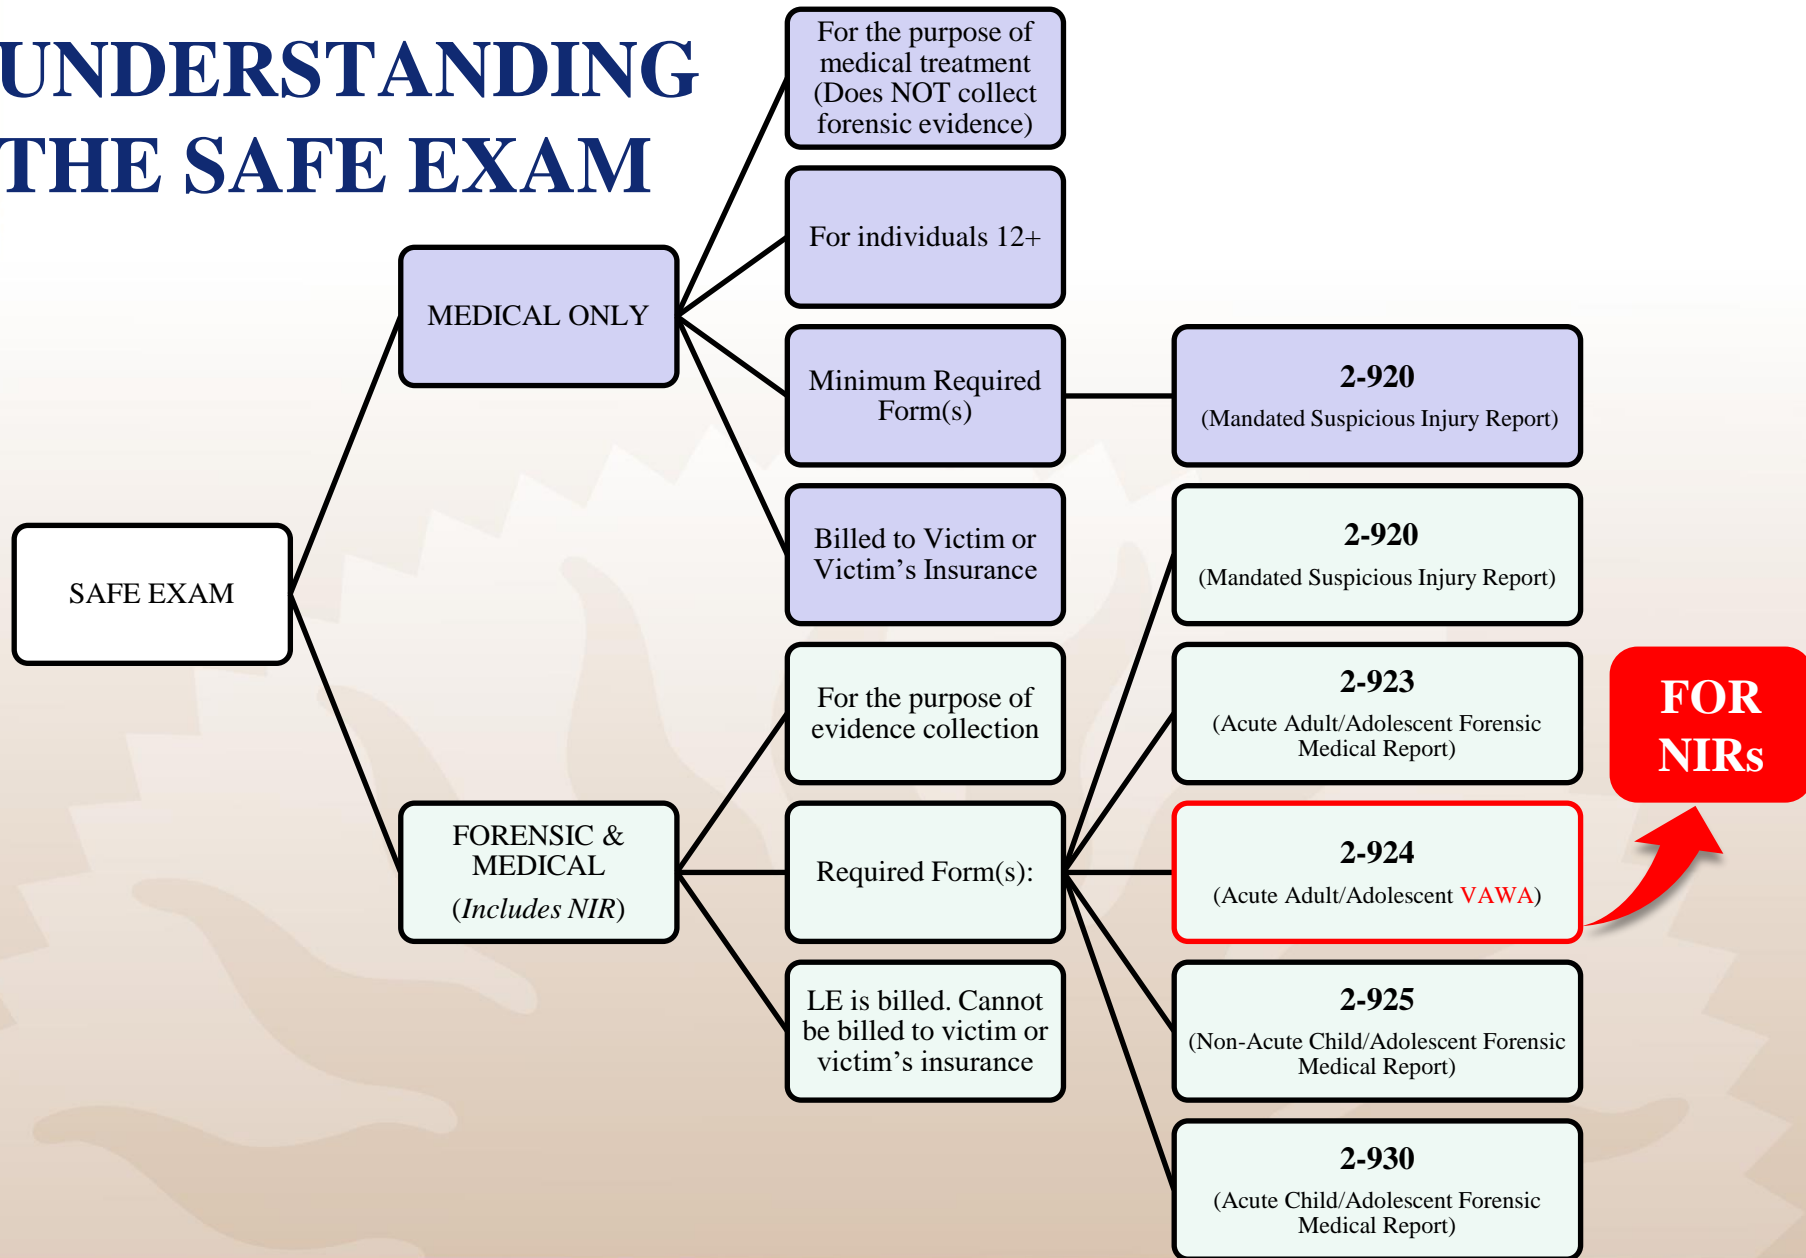 UNDERSTANDING
THE SAFE EXAM
SAFE EXAM
MEDICAL ONLY
For the purpose of
medical treatment
(Does NOT collect
forensic evidence)
For individuals 12+
Minimum Required
Form(s)
2-920
(Mandated Suspicious Injury Report)
Billed to Victim or
Victim’s Insurance
FORENSIC &
MEDICAL
(Includes NIR)
For the purpose of
evidence collection
Required Form(s):
2-920
(Mandated Suspicious Injury Report)
2-923
(Acute Adult/Adolescent Forensic
Medical Report)
2-924
(Acute Adult/Adolescent VAWA)
FOR
NIRs
2-925
(Non-Acute Child/Adolescent Forensic
Medical Report)
2-930
(Acute Child/Adolescent Forensic
Medical Report)
LE is billed. Cannot
be billed to victim or
victim’s insurance